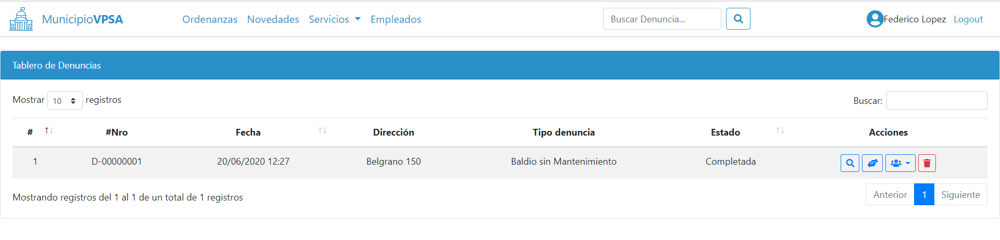 MunicipioVPSA Ordenanzas Novedades Servicios Empleados Buscar Denuncia... Federico Lopez Logout
Tablero de Denuncias
Mostrar 10 registros Buscar:
# #Nro Fecha Dirección Tipo denuncia Estado Acciones
1 D-00000001 20/06/2020 12:27 Belgrano 150 Baldio sin Mantenimiento Completada
Mostrando registros del 1 al 1 de un total de 1 registros Anterior 1 Siguiente